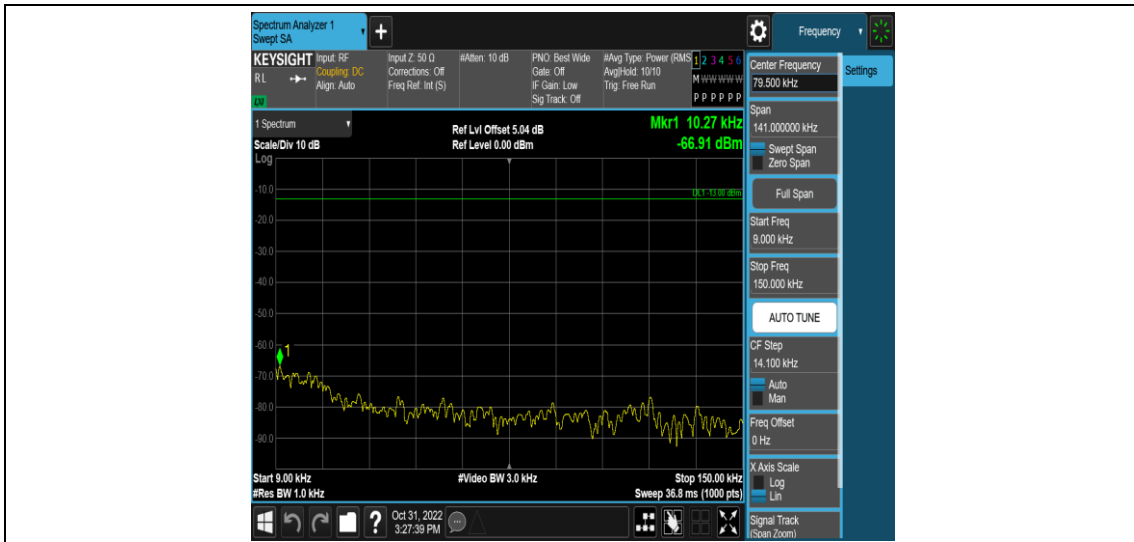 Spectrum Analyzer 1
Swept SA
+
Frequency
KEYSIGHT
RL
LXI
Input: RF
Coupling: DC
Align: Auto
Input Z: 50 Ω
Corrections: Off
Freq Ref: Int (S)
#Atten: 10 dB
PNO: Best Wide
Gate: Off
IF Gain: Low
Sig Track: Off
#Avg Type: Power (RMS
Avg|Hold: 10/10
Trig: Free Run
1 2 3 4 5 6
M W W W W W
P P P P P P
1 Spectrum
Scale/Div 10 dB
Ref Lvl Offset 5.04 dB
Ref Level 0.00 dBm
Mkr1 10.27 kHz
-66.91 dBm
Log
DL1 -13.00 dBm
-10.0
-20.0
-30.0
-40.0
-50.0
-60.0
-70.0
-80.0
-90.0
1
Start 9.00 kHz
#Video BW 3.0 kHz
Stop 150.00 kHz
#Res BW 1.0 kHz
Sweep 36.8 ms (1000 pts)
Center Frequency
79.500 kHz
Settings
Span
141.000000 kHz
Swept Span
Zero Span
Full Span
Start Freq
9.000 kHz
Stop Freq
150.000 kHz
AUTO TUNE
CF Step
14.100 kHz
Auto
Man
Freq Offset
0 Hz
X Axis Scale
Log
Lin
Signal Track
(Span Zoom)
?
Oct 31, 2022
3:27:39 PM